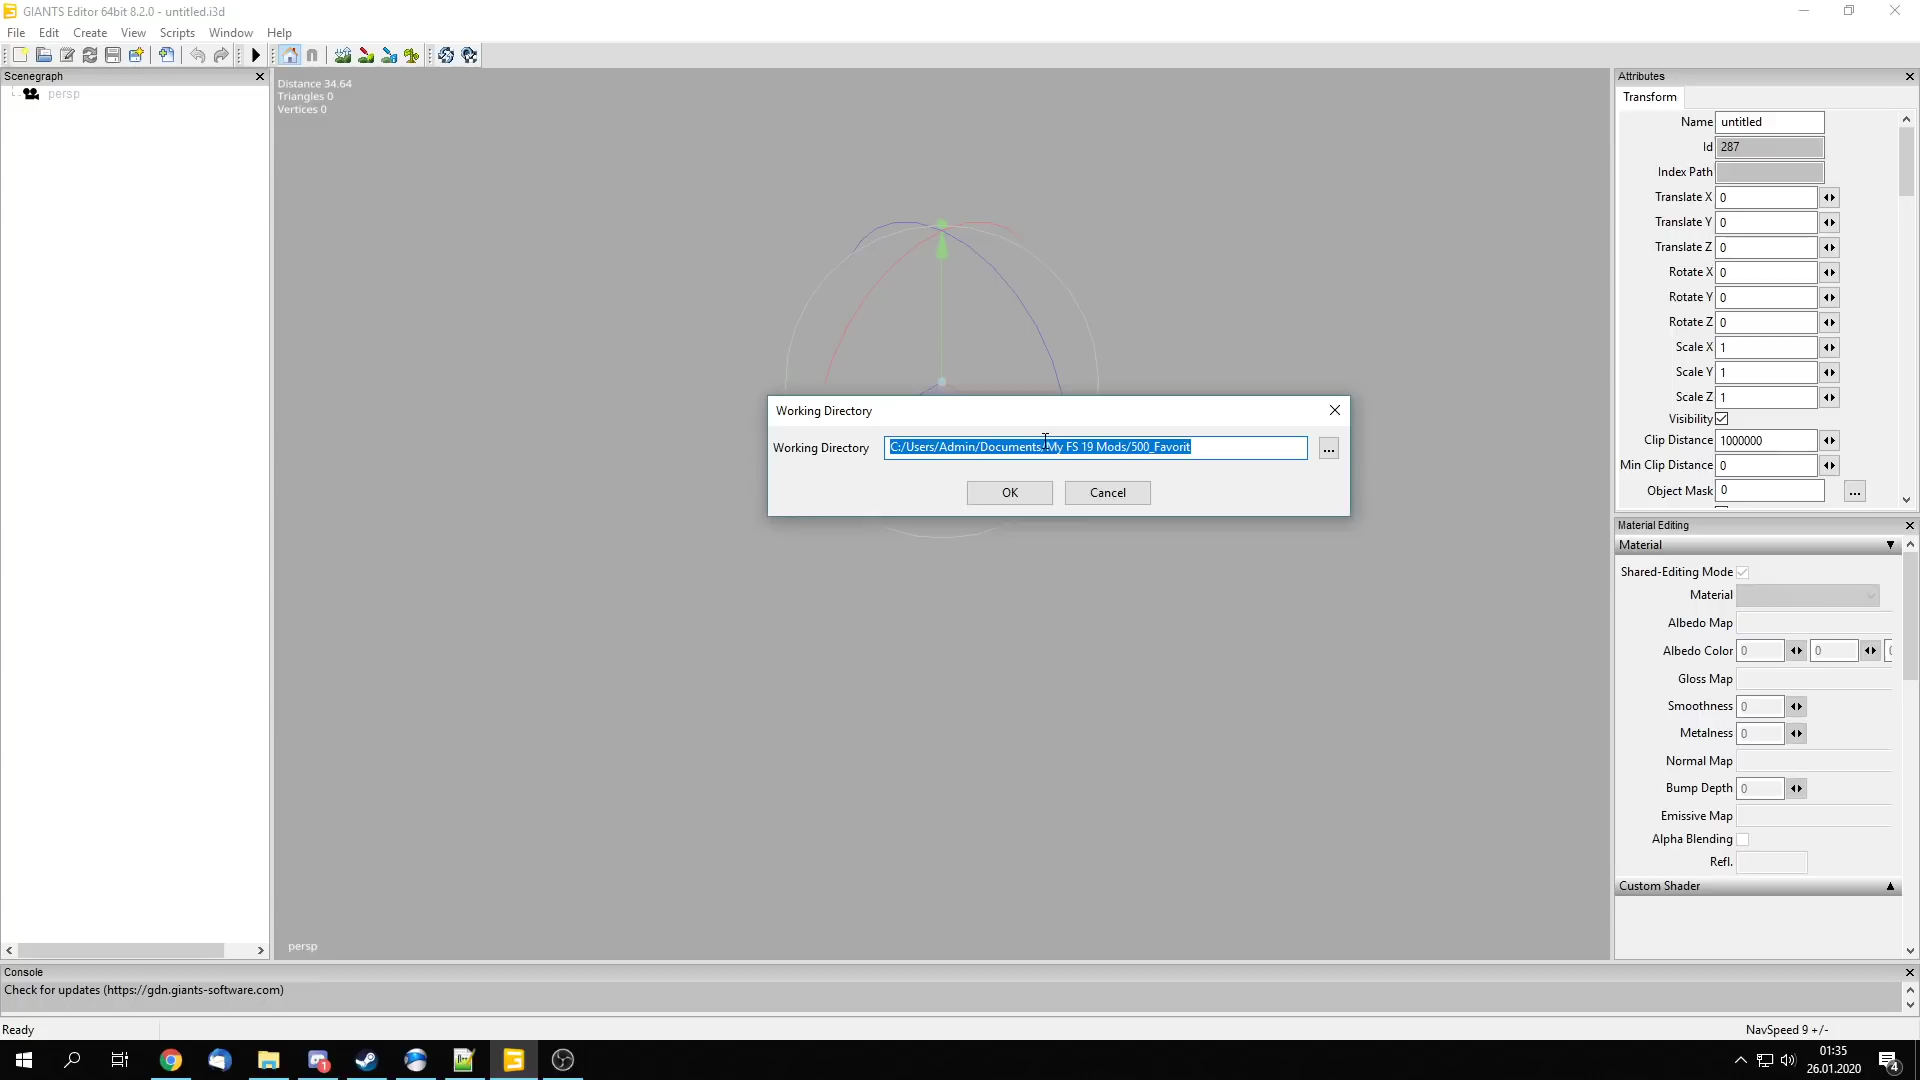 GIANTS Editor 64bit 8.2.0 - untitled.i3d
File Edit Create View Scripts Window Help
Scenegraph
persp
Distance 34.64
Triangles 0
Vertices 0
persp
Working Directory
Working Directory C:/Users/Admin/Documents/My FS 19 Mods/500_Favorit ...
OK Cancel
Attributes
Transform
Name untitled
Id 287
Index Path
Translate X 0
Translate Y 0
Translate Z 0
Rotate X 0
Rotate Y 0
Rotate Z 0
Scale X 1
Scale Y 1
Scale Z 1
Visibility
Clip Distance 1000000
Min Clip Distance 0
Object Mask 0 ...
Material Editing
Material
Shared-Editing Mode
Material
Albedo Map
Albedo Color 0 0
Gloss Map
Smoothness 0
Metalness 0
Normal Map
Bump Depth 0
Emissive Map
Alpha Blending
Refl.
Custom Shader
Console
Check for updates (https://gdn.giants-software.com)
Ready NavSpeed 9 +/-
01:35
26.01.2020
1
4